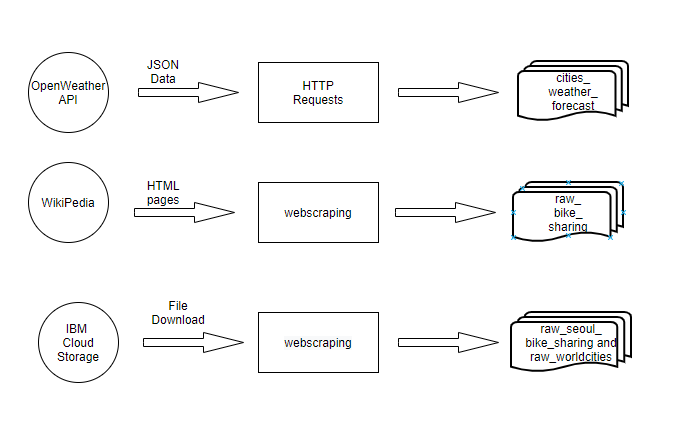 OpenWeather
API
JSON
Data
HTTP
Requests
cities_
weather_
forecast
WikiPedia
HTML
pages
webscraping
raw_
bike_
sharing
IBM
Cloud
Storage
File
Download
webscraping
raw_seoul_
bike_sharing and
raw_worldcities